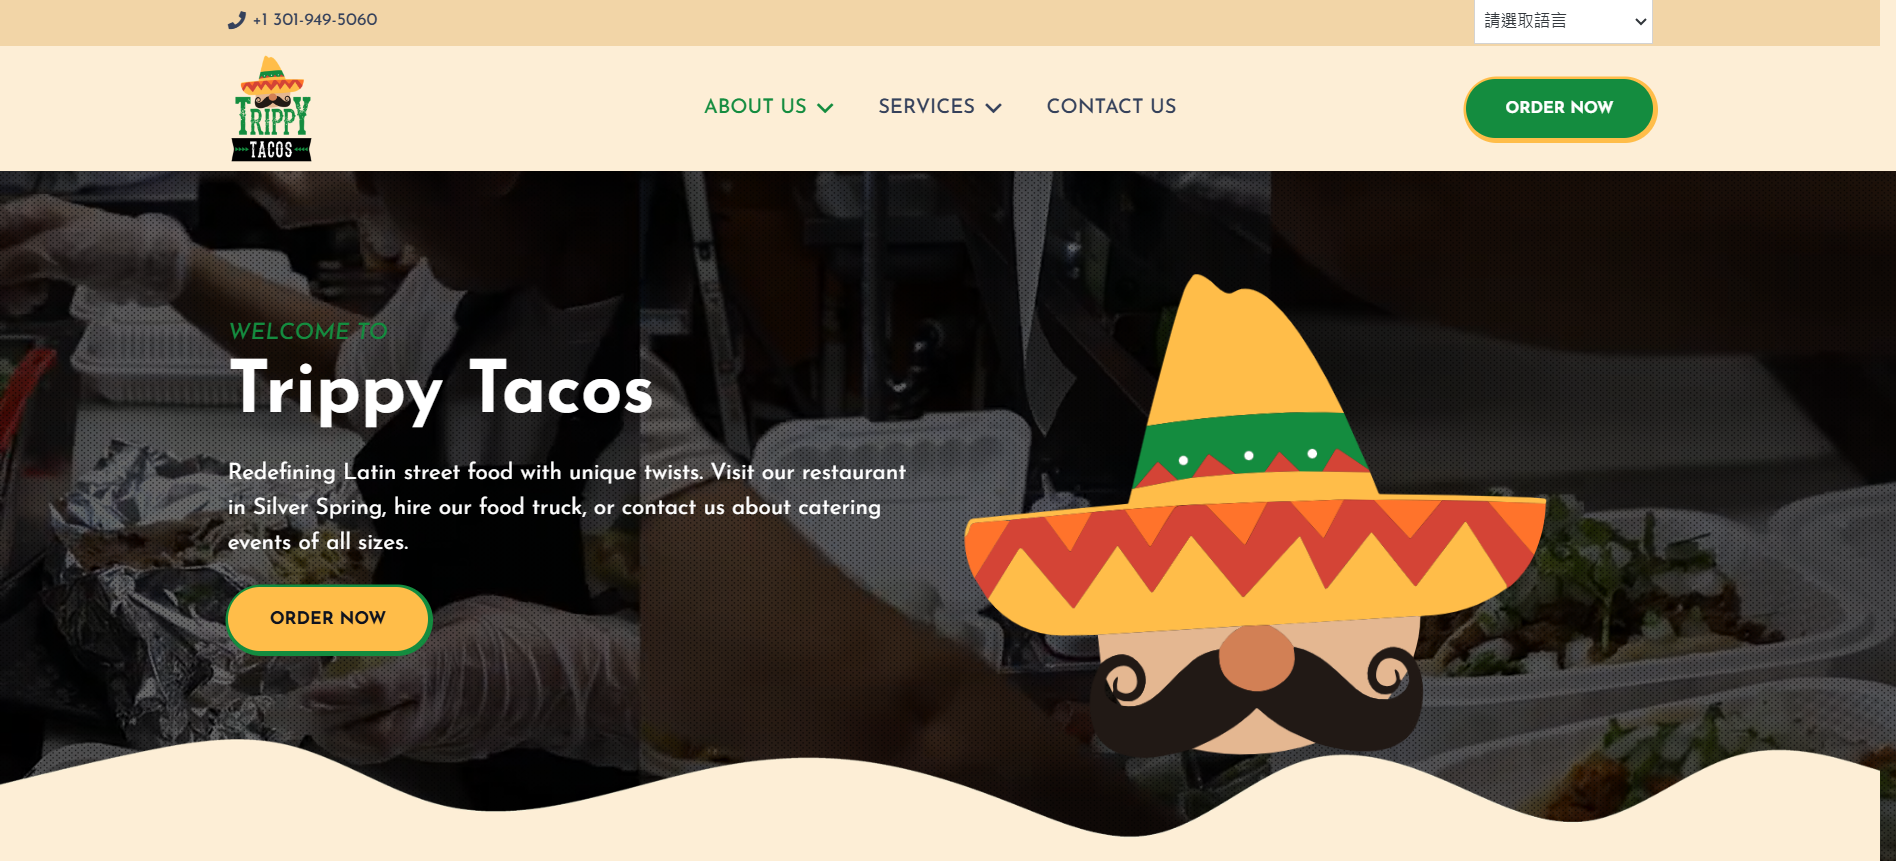 +1 301-949-5060
請選取語言
TRIPPY
TACOS
ABOUT US
SERVICES
CONTACT US
ORDER NOW
WELCOME TO
Trippy Tacos
Redefining Latin street food with unique twists. Visit our restaurant
in Silver Spring, hire our food truck, or contact us about catering
events of all sizes.
ORDER NOW